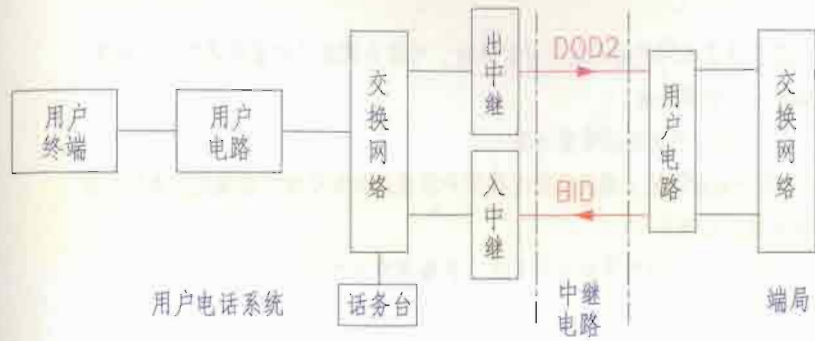 用户
终端
用户
电路
交
换
网
络
出
中
继
DOD2
入
中
继
BID
用
户
电
路
交
换
网
络
用户电话系统
话务台
中继
电路
端局